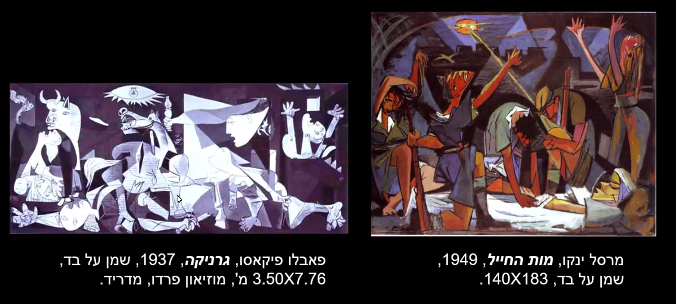 מרסל ינקו, מות החייל, 1949,
שמן על בד, 140X183.
פאבלו פיקאסו, גרניקה, 1937, שמן על בד,
3.50X7.76 מ', מוזיאון פרדו, מדריד.